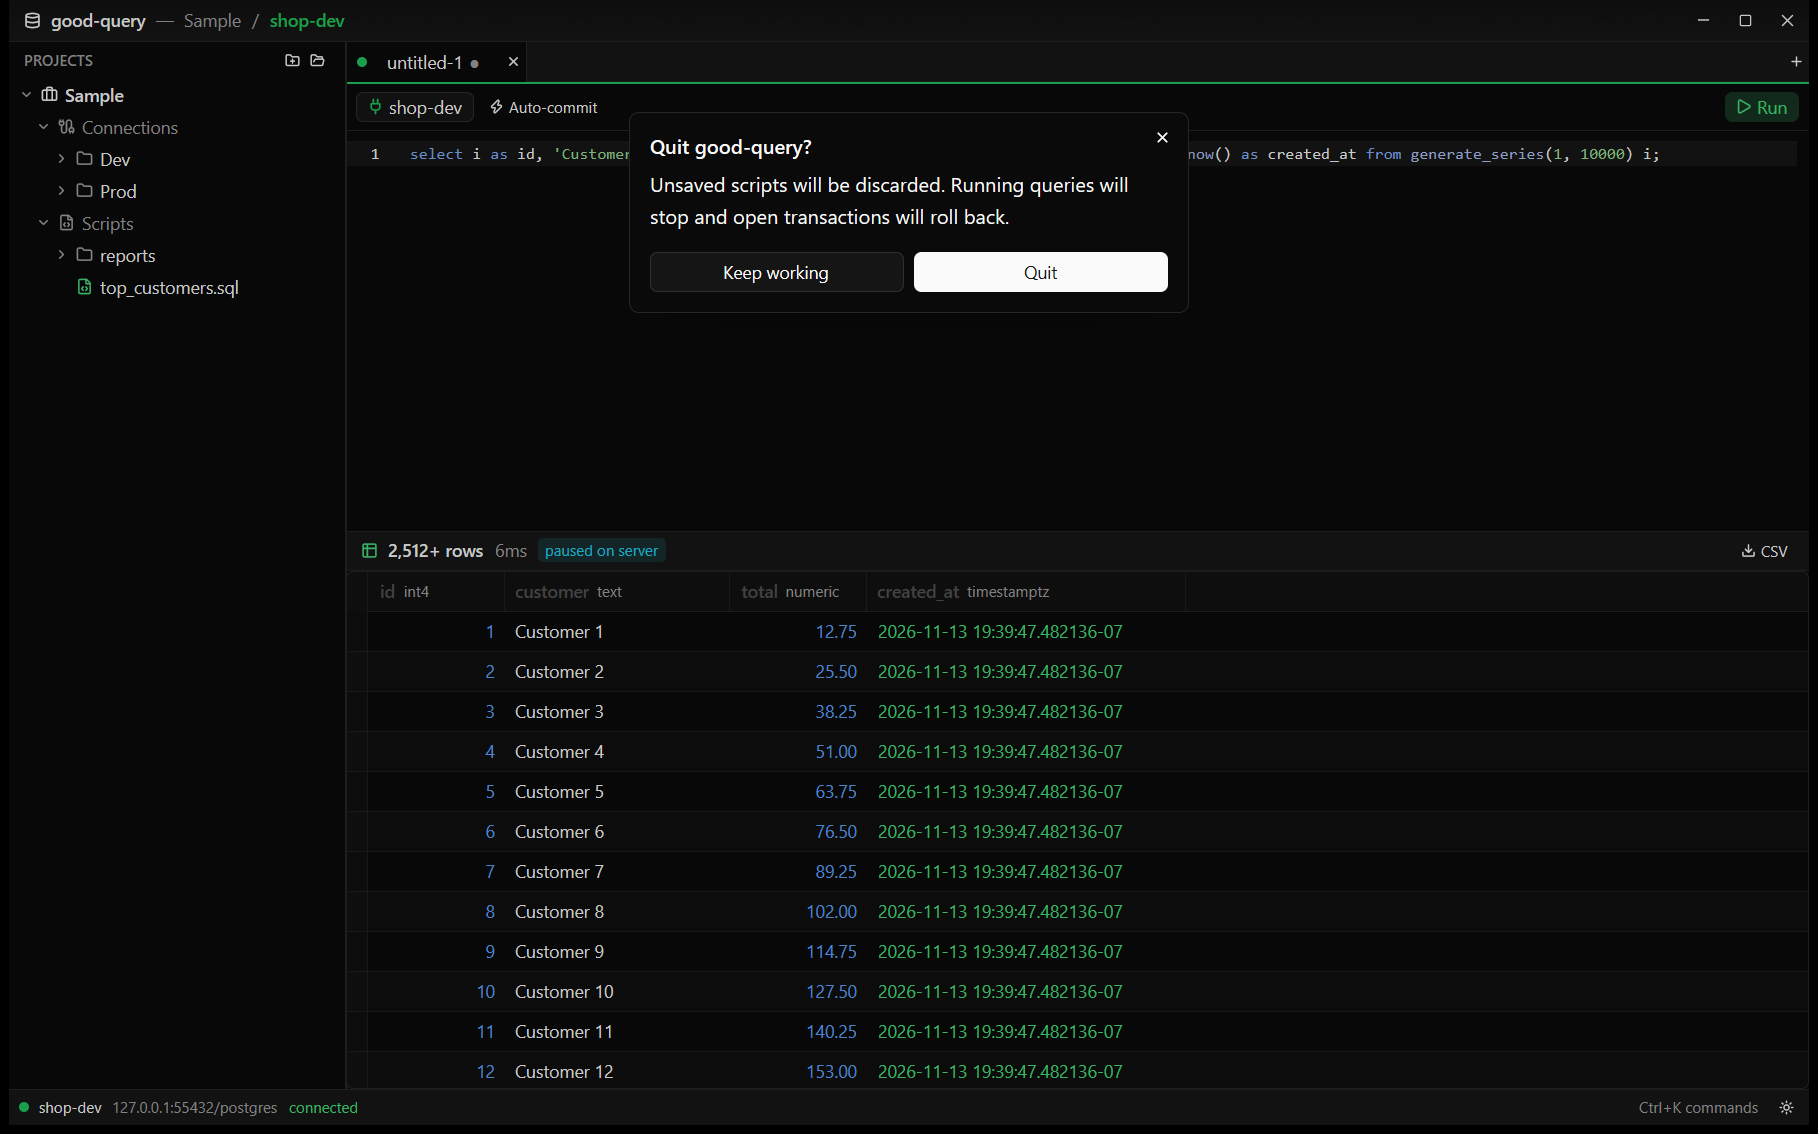 good-query — Sample / shop-dev
PROJECTS
Sample
Connections
Dev
Prod
Scripts
reports
top_customers.sql
untitled-1
shop-dev Auto-commit Run
1 select i as id, 'Customer now() as created_at from generate_series(1, 10000) i;
Quit good-query?
Unsaved scripts will be discarded. Running queries will
stop and open transactions will roll back.
Keep working Quit
2,512+ rows 6ms paused on server CSV
id int4 customer text total numeric created_at timestamptz
1 Customer 1 12.75 2026-11-13 19:39:47.482136-07
2 Customer 2 25.50 2026-11-13 19:39:47.482136-07
3 Customer 3 38.25 2026-11-13 19:39:47.482136-07
4 Customer 4 51.00 2026-11-13 19:39:47.482136-07
5 Customer 5 63.75 2026-11-13 19:39:47.482136-07
6 Customer 6 76.50 2026-11-13 19:39:47.482136-07
7 Customer 7 89.25 2026-11-13 19:39:47.482136-07
8 Customer 8 102.00 2026-11-13 19:39:47.482136-07
9 Customer 9 114.75 2026-11-13 19:39:47.482136-07
10 Customer 10 127.50 2026-11-13 19:39:47.482136-07
11 Customer 11 140.25 2026-11-13 19:39:47.482136-07
12 Customer 12 153.00 2026-11-13 19:39:47.482136-07
shop-dev 127.0.0.1:55432/postgres connected Ctrl+K commands